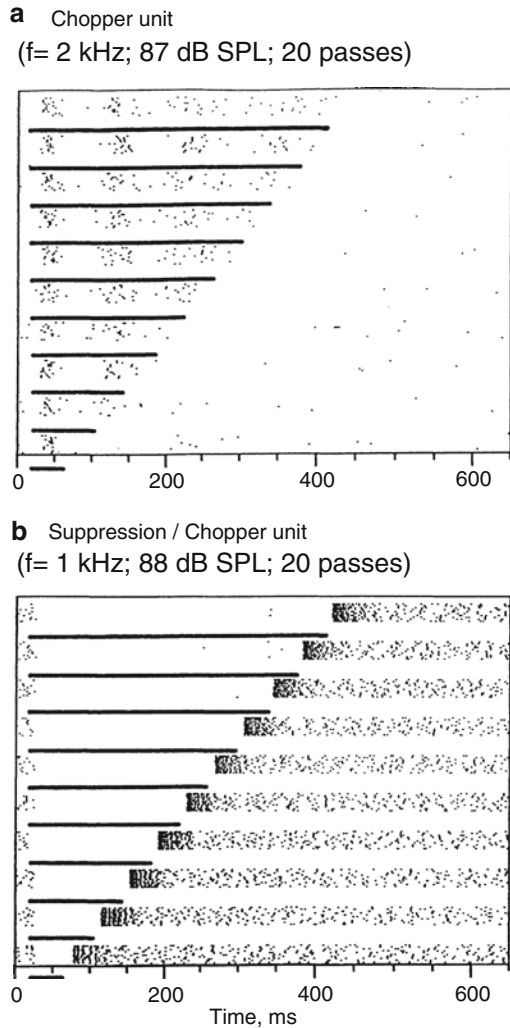 a Chopper unit
(f= 2 kHz; 87 dB SPL; 20 passes)
0 200 400 600
b Suppression / Chopper unit
(f= 1 kHz; 88 dB SPL; 20 passes)
0 200 400 600
Time, ms